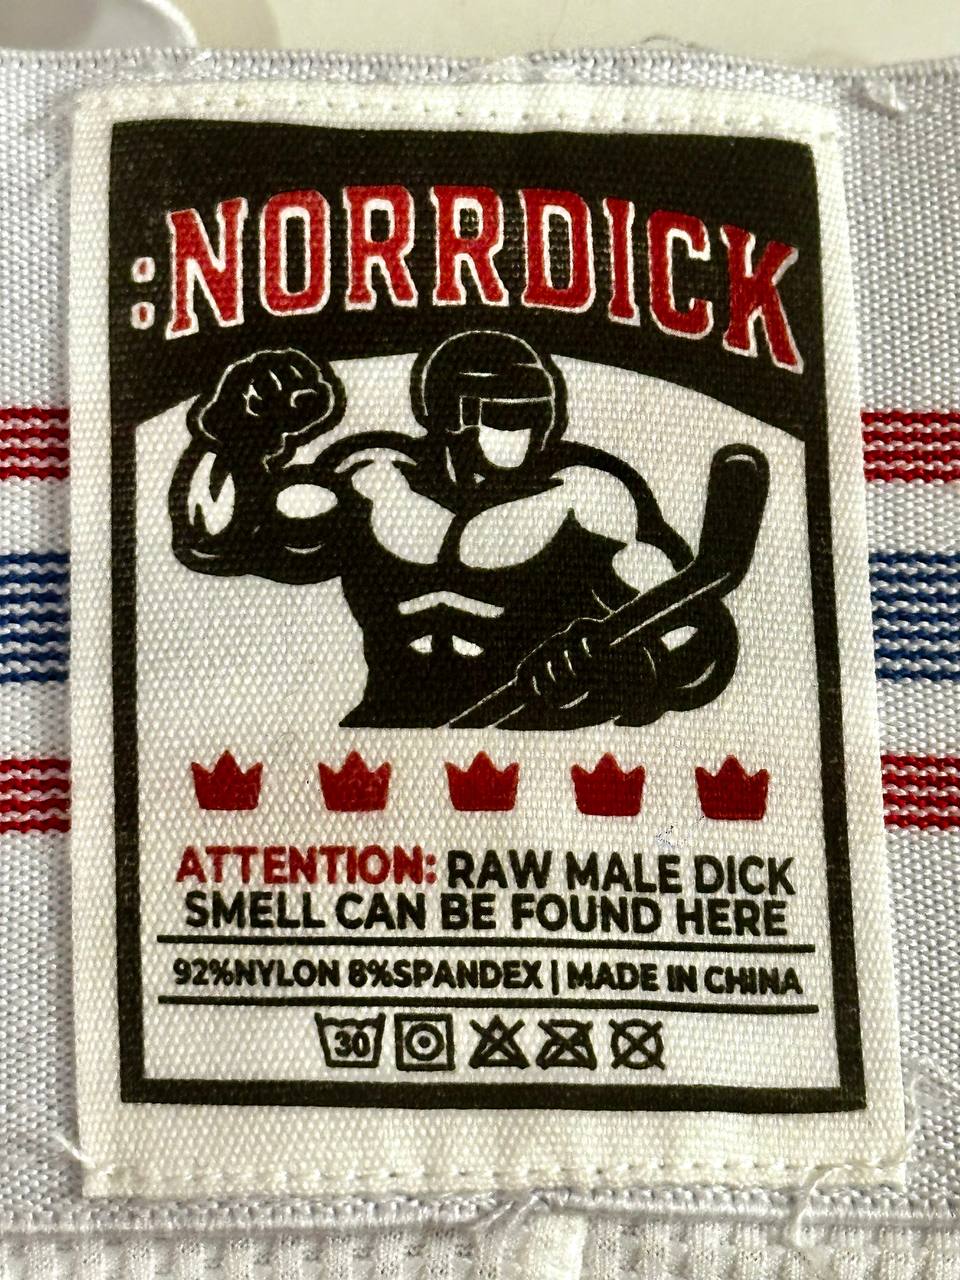 :NORRDICK
ATTENTION: RAW MALE DICK
SMELL CAN BE FOUND HERE
92%NYLON 8%SPANDEX | MADE IN CHINA
30